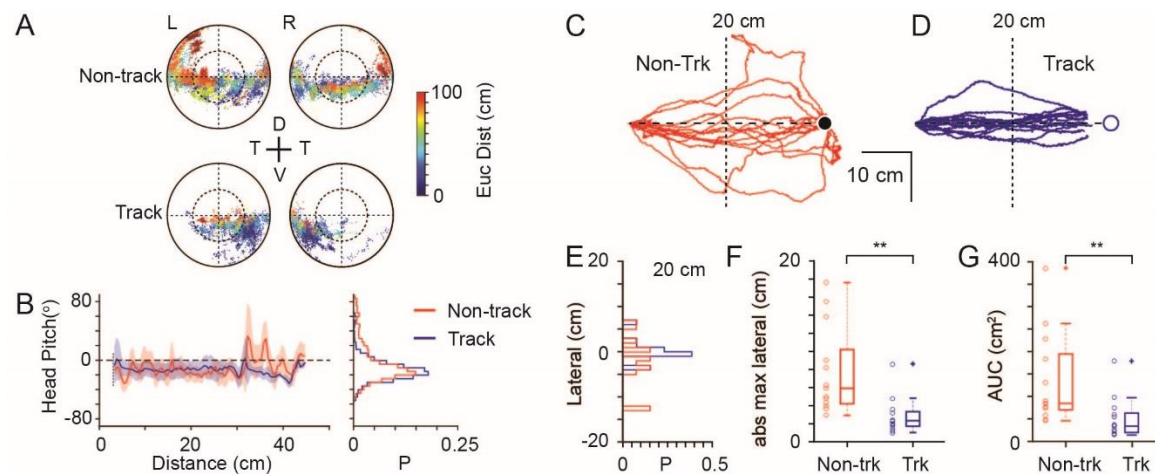 A
L
R
Non-track
D
T
T
V
Track
100
0
Euc Dist (cm)
B
Head Pitch(°)
80
0
-80
0
20
40
Distance (cm)
Non-track
Track
0
P
0.25
C
20 cm
Non-Trk
10 cm
D
20 cm
Track
E
20 cm
Lateral (cm)
20
0
-20
0
P
0.5
F
**
abs max lateral (cm)
20
0
Non-trk
Trk
G
**
AUC (cm²)
400
0
Non-trk
Trk